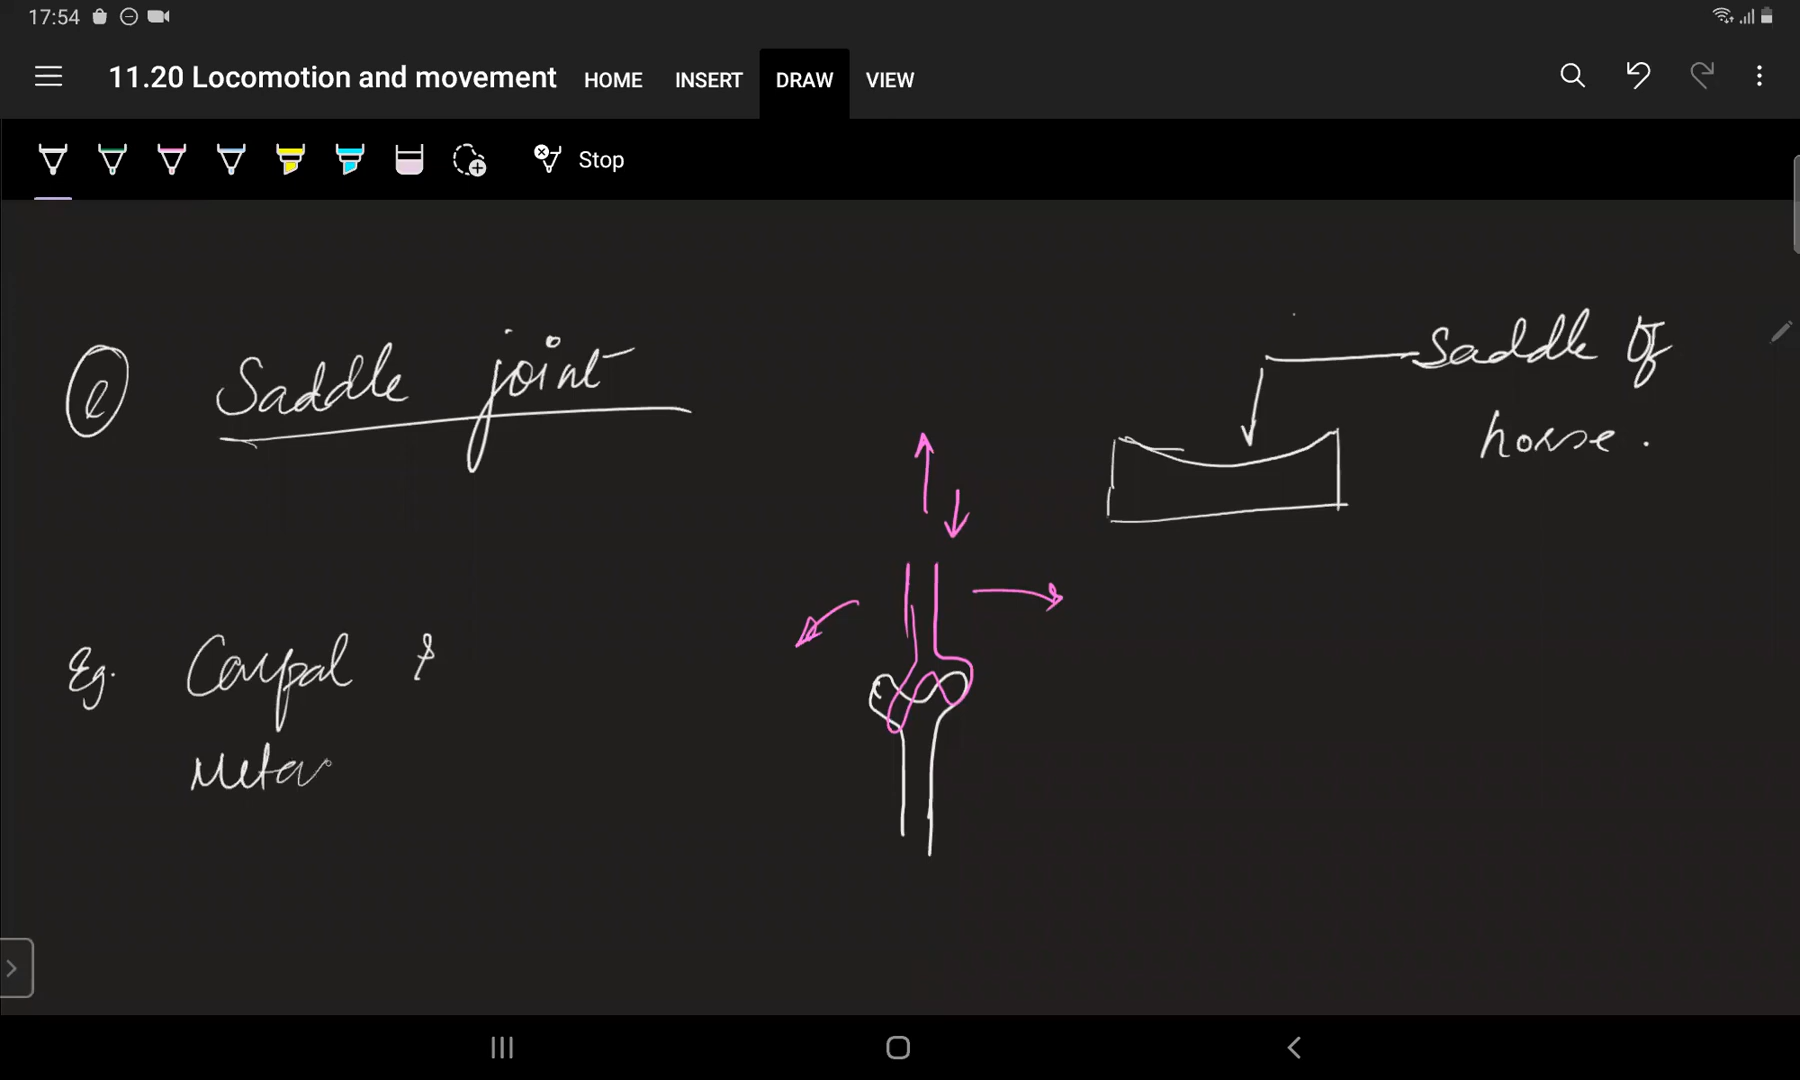 17:54
11.20 Locomotion and movement HOME INSERT DRAW VIEW
Stop
e Saddle joint
Saddle Of
horse.
Eg. Carpal &
Metar